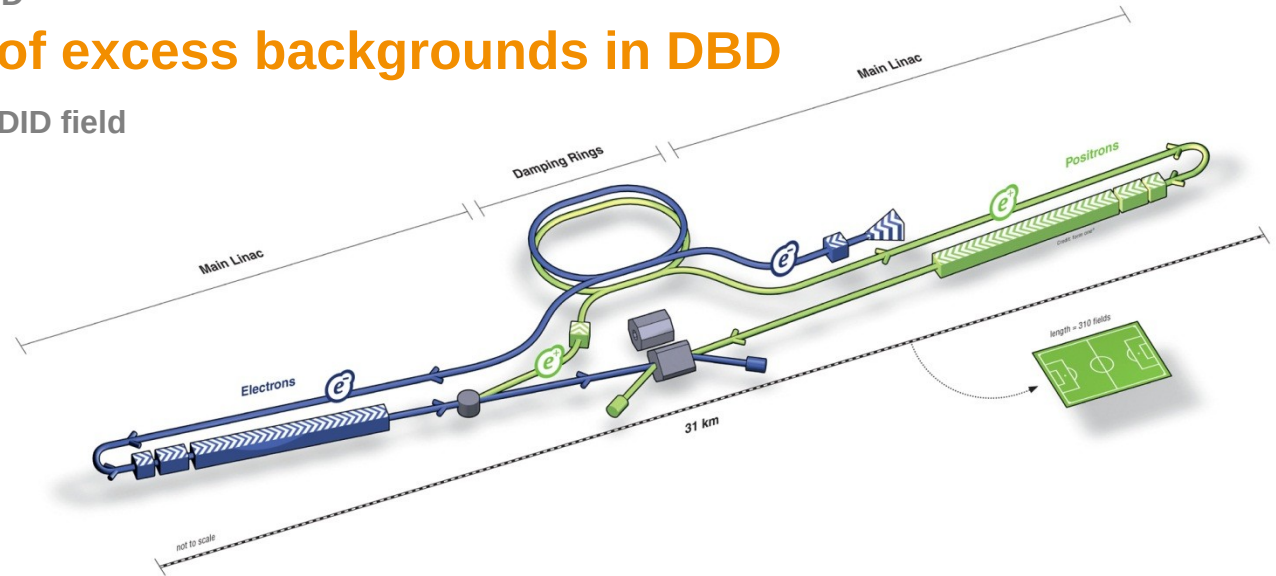 D
of excess backgrounds in DBD
DID field
Main Linac
Damping Rings
Main Linac
Positrons
e+
e-
length = 310 fields
e+
Electrons
e-
31 km
not to scale